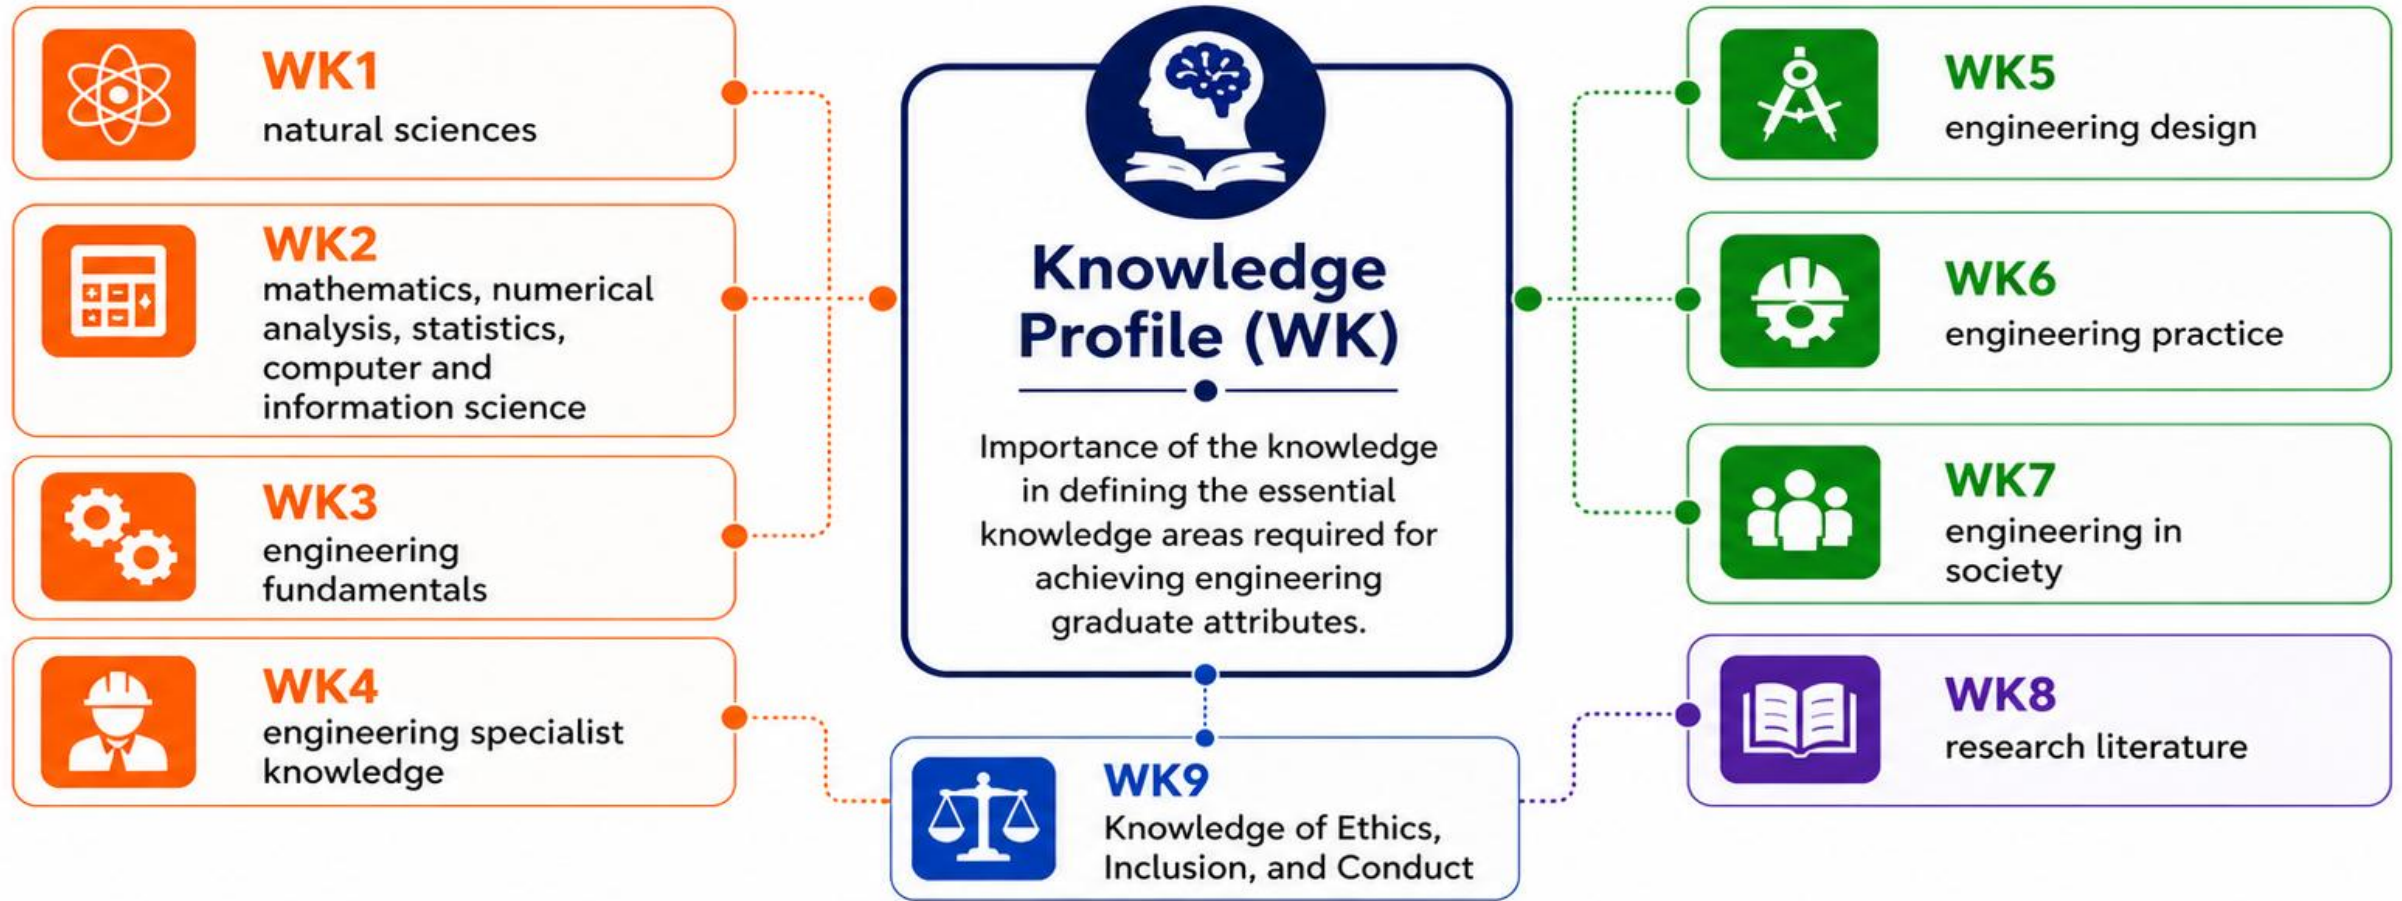 WK1
natural sciences
WK2
mathematics, numerical
analysis, statistics,
computer and
information science
WK3
engineering
fundamentals
WK4
engineering specialist
knowledge
Knowledge
Profile (WK)
Importance of the knowledge
in defining the essential
knowledge areas required for
achieving engineering
graduate attributes.
WK9
Knowledge of Ethics,
Inclusion, and Conduct
WK5
engineering design
WK6
engineering practice
WK7
engineering in
society
WK8
research literature